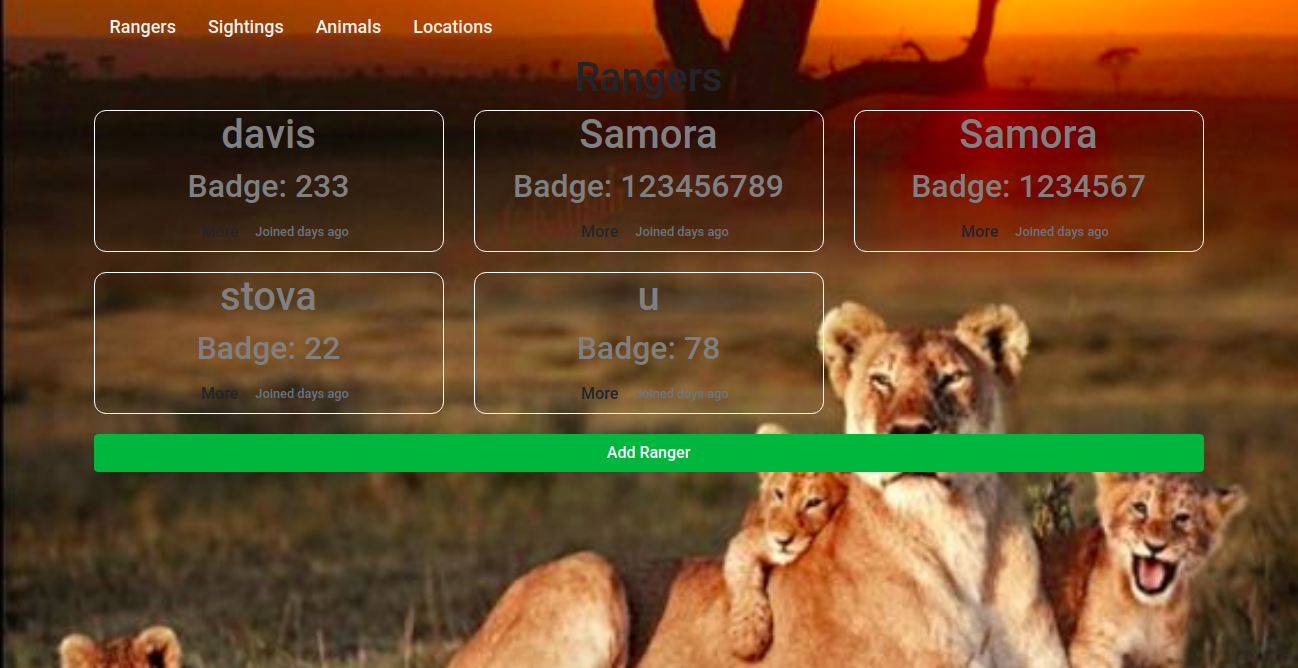 Rangers Sightings Animals Locations
Rangers
davis
Badge: 233
More Joined days ago
Samora
Badge: 123456789
More Joined days ago
Samora
Badge: 1234567
More Joined days ago
stova
Badge: 22
More Joined days ago
u
Badge: 78
More Joined days ago
Add Ranger